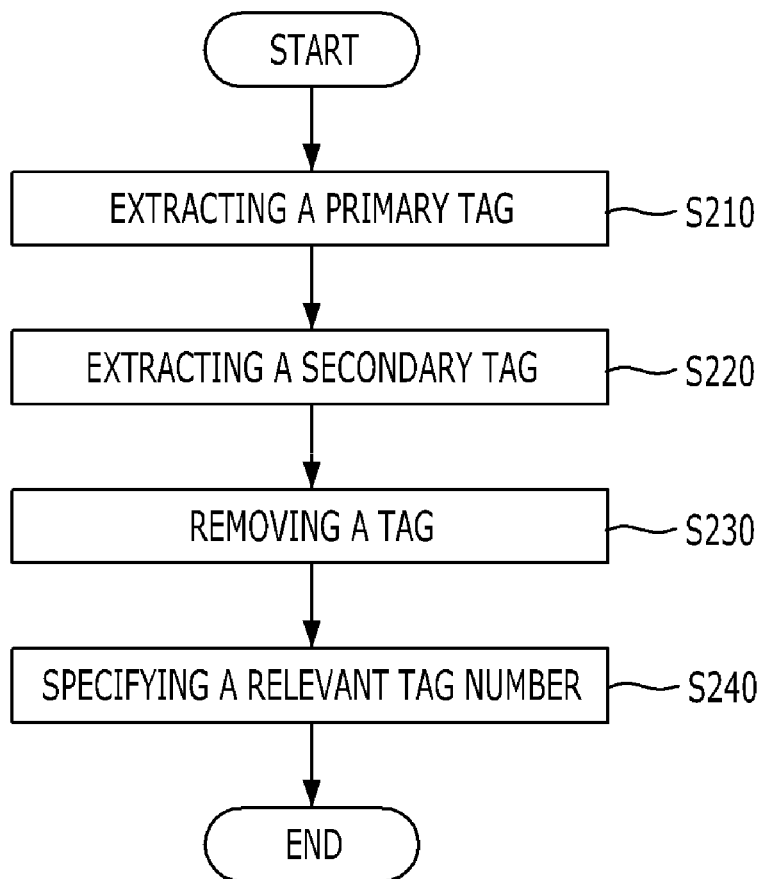 START
EXTRACTING A PRIMARY TAG
S210
EXTRACTING A SECONDARY TAG
S220
REMOVING A TAG
S230
SPECIFYING A RELEVANT TAG NUMBER
S240
END